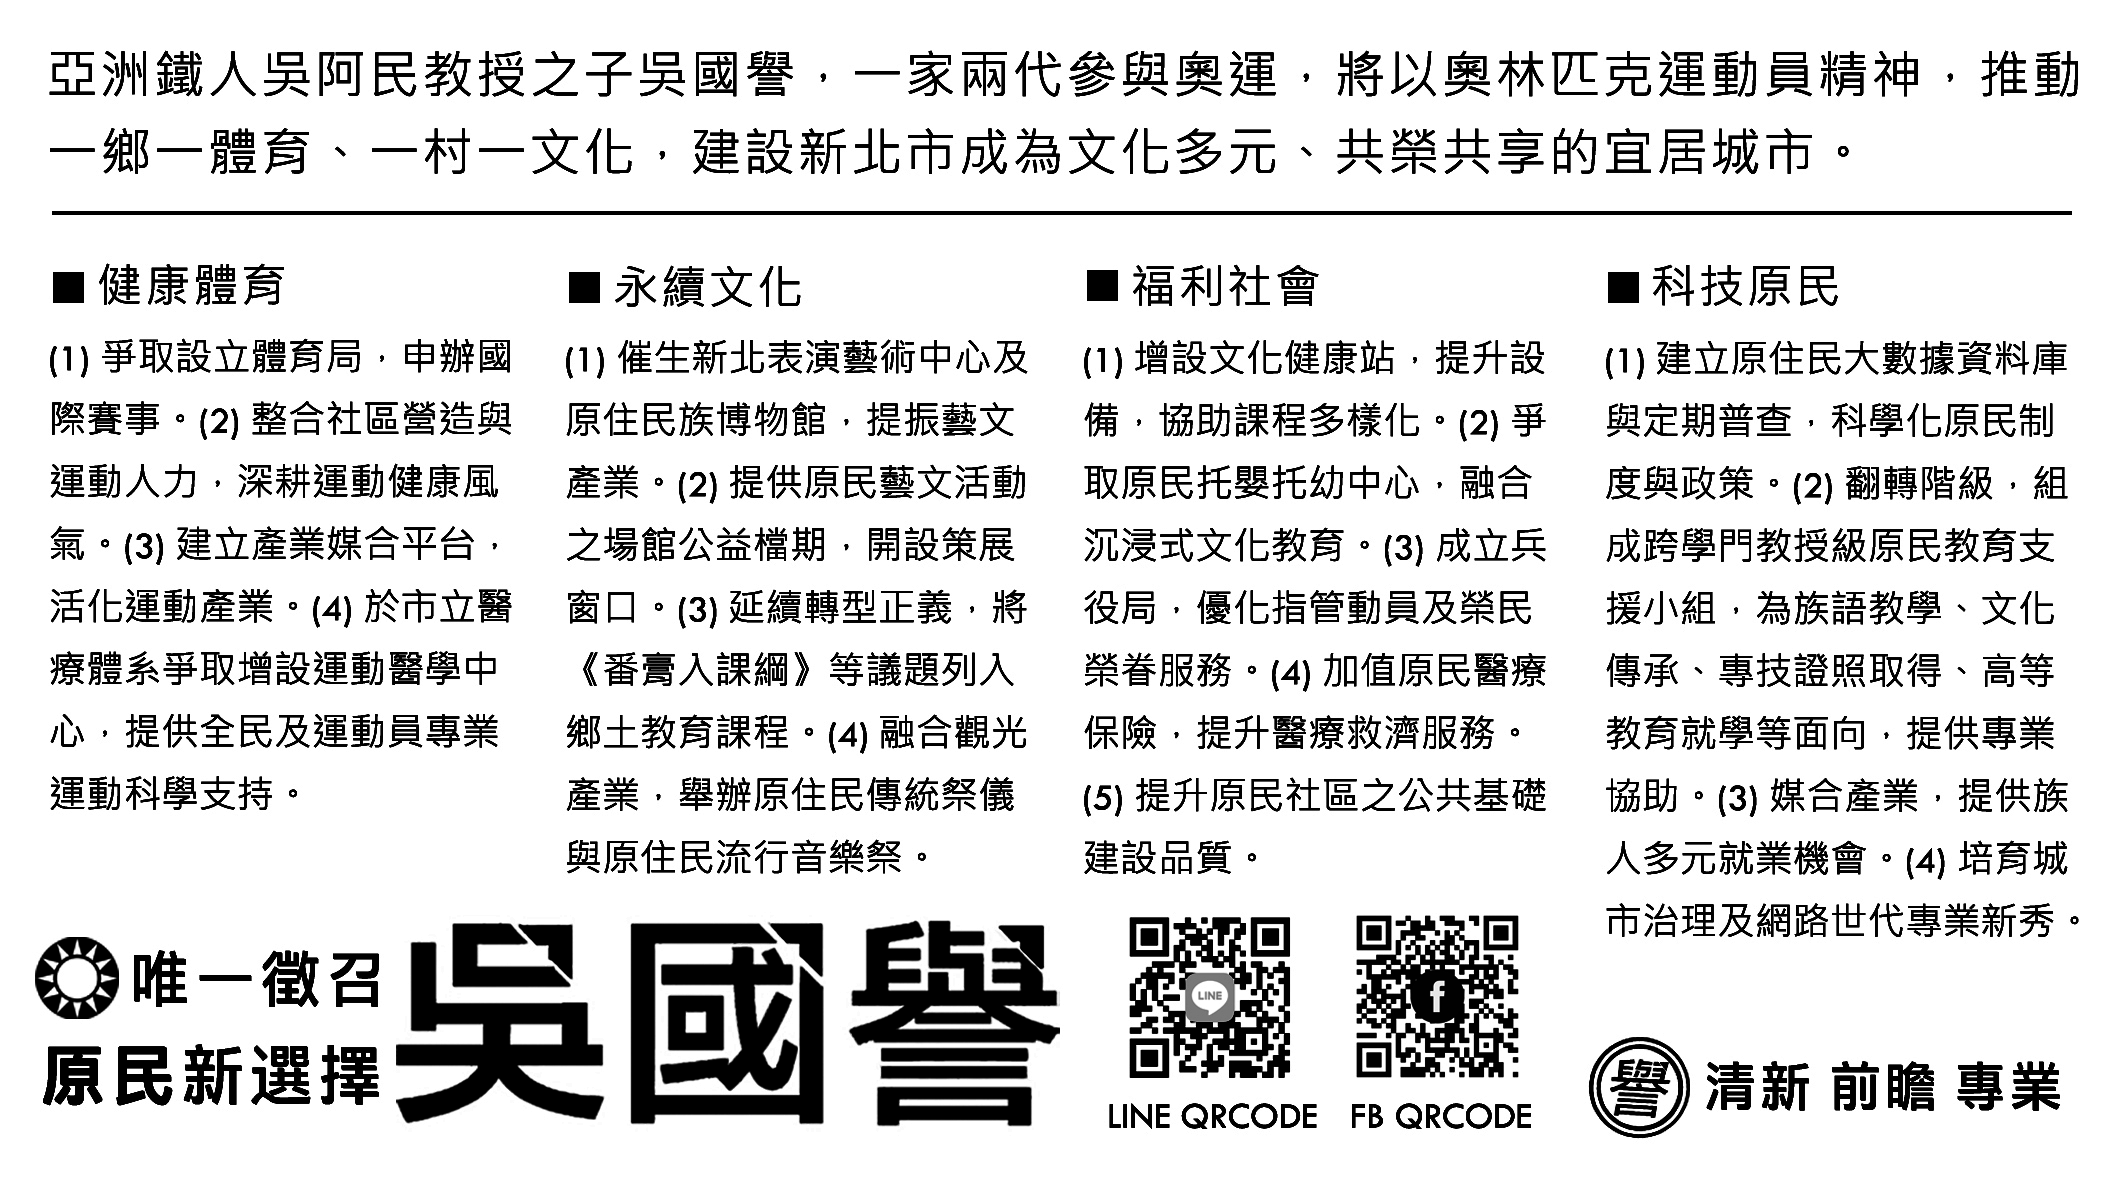 亞洲鐵人吳阿民教授之子吳國譽，一家兩代參與奧運，將以奧林匹克運動員精神，推動
一鄉一體育、一村一文化，建設新北市成為文化多元、共榮共享的宜居城市。
■ 健康體育
(1) 爭取設立體育局，申辦國
際賽事。(2) 整合社區營造與
運動人力，深耕運動健康風
氣。(3) 建立產業媒合平台，
活化運動產業。(4) 於市立醫
療體系爭取增設運動醫學中
心，提供全民及運動員專業
運動科學支持。
■ 永續文化
(1) 催生新北表演藝術中心及
原住民族博物館，提振藝文
產業。(2) 提供原民藝文活動
之場館公益檔期，開設策展
窗口。(3) 延續轉型正義，將
《番膏入課綱》等議題列入
鄉土教育課程。(4) 融合觀光
產業，舉辦原住民傳統祭儀
與原住民流行音樂祭。
■ 福利社會
(1) 增設文化健康站，提升設
備，協助課程多樣化。(2) 爭
取原民托嬰托幼中心，融合
沉浸式文化教育。(3) 成立兵
役局，優化指管動員及榮民
榮眷服務。(4) 加值原民醫療
保險，提升醫療救濟服務。
(5) 提升原民社區之公共基礎
建設品質。
■ 科技原民
(1) 建立原住民大數據資料庫
與定期普查，科學化原民制
度與政策。(2) 翻轉階級，組
成跨學門教授級原民教育支
援小組，為族語教學、文化
傳承、專技證照取得、高等
教育就學等面向，提供專業
協助。(3) 媒合產業，提供族
人多元就業機會。(4) 培育城
市治理及網路世代專業新秀。
唯一徵召
原民新選擇
吳國譽
LINE
LINE QRCODE
f
FB QRCODE
譽
清新 前瞻 專業